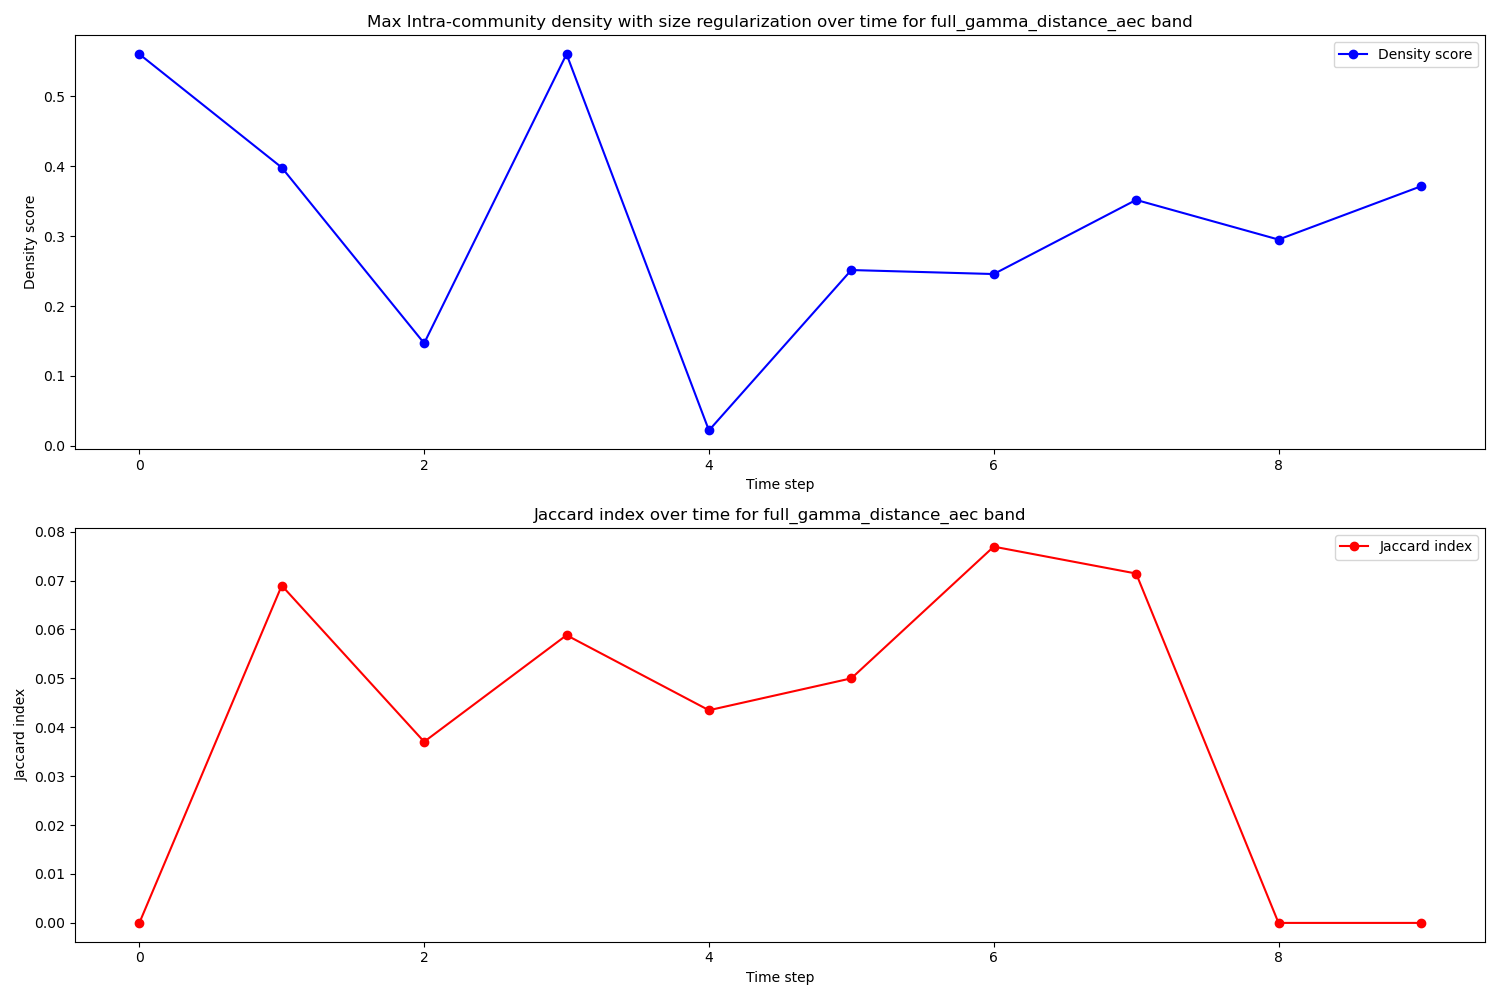 Max Intra-community density with size regularization over time for full_gamma_distance_aec band
Density score
Density score
0.5
0.4
0.3
0.2
0.1
0.0
0 2 4 6 8
Time step
Jaccard index over time for full_gamma_distance_aec band
Jaccard index
Jaccard index
0.08
0.07
0.06
0.05
0.04
0.03
0.02
0.01
0.00
0 2 4 6 8
Time step